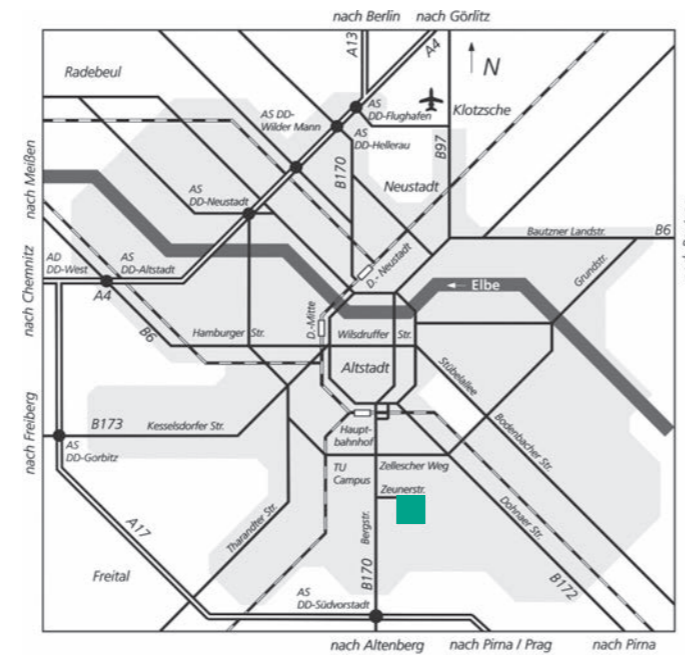 nach Berlin
nach Görlitz
A13
A4
N
Radebeul
AS
DD-Flughafen
AS DD-
Wilder Mann
Klotzsche
AS
DD-Hellerau
B97
B170
Neustadt
nach Meißen
AS
DD-Neustadt
Bautzner Landstr.
B6
D.- Neustadt
Grundstr.
AD
DD-West
AS
DD-Altstadt
nach Chemnitz
A4
← Elbe
B6
Hamburger Str.
D.-Mitte
Wilsdruffer Str.
Altstadt
Stübelallee
nach Freiberg
B173
Kesselsdorfer Str.
Bodenbacher Str.
Haupt-
bahnhof
AS
DD-Gorbitz
TU
Campus
Zellescher Weg
Zeunerstr.
A17
Tharandter Str.
Bergstr.
Dohnaer Str.
Freital
B170
B172
AS
DD-Südvorstadt
nach Altenberg
nach Pirna / Prag
nach Pirna